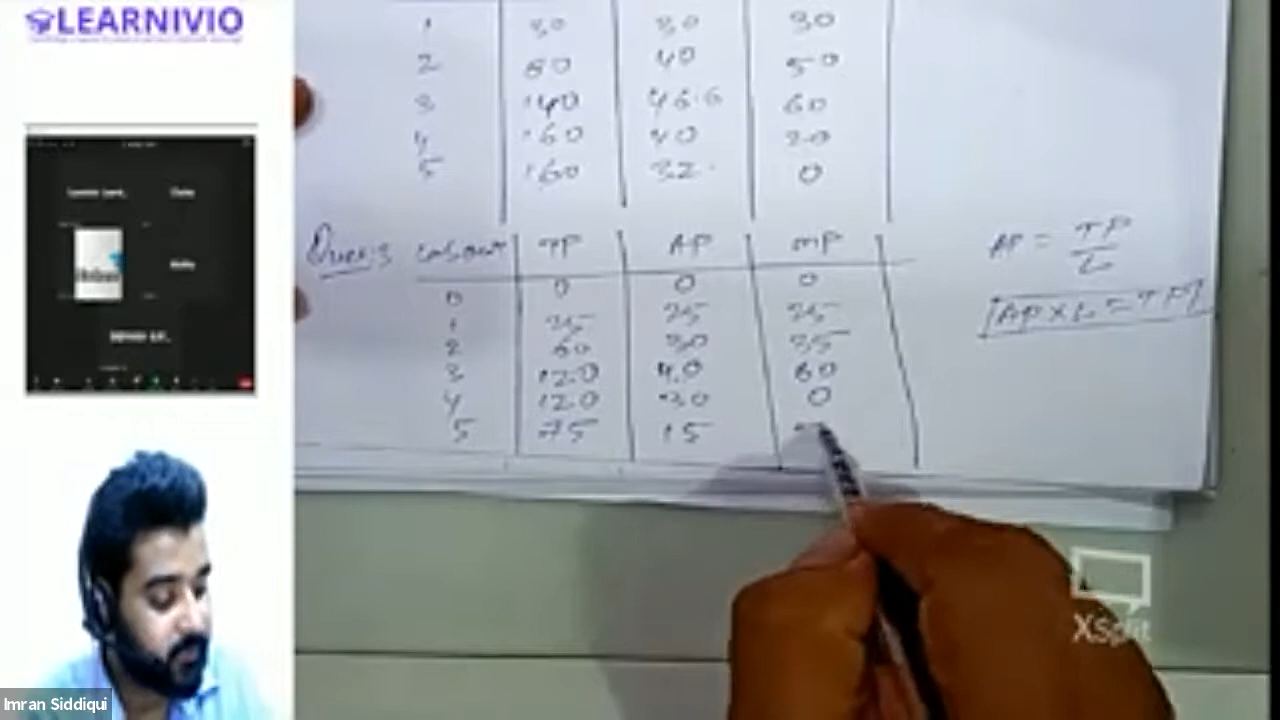 LEARNIVIO
1 30 30 30
2 80 40 50
3 140 46.6 60
4 160 40 20
5 160 32. 0
Ques: 3 Labour TP AP MP
0 0 0 0
1 25 25 25
2 60 30 35
3 120 40 60
4 120 30 0
5 75 15
AP = TP / L
AP x L = TP
XSplit
Imran Siddiqui